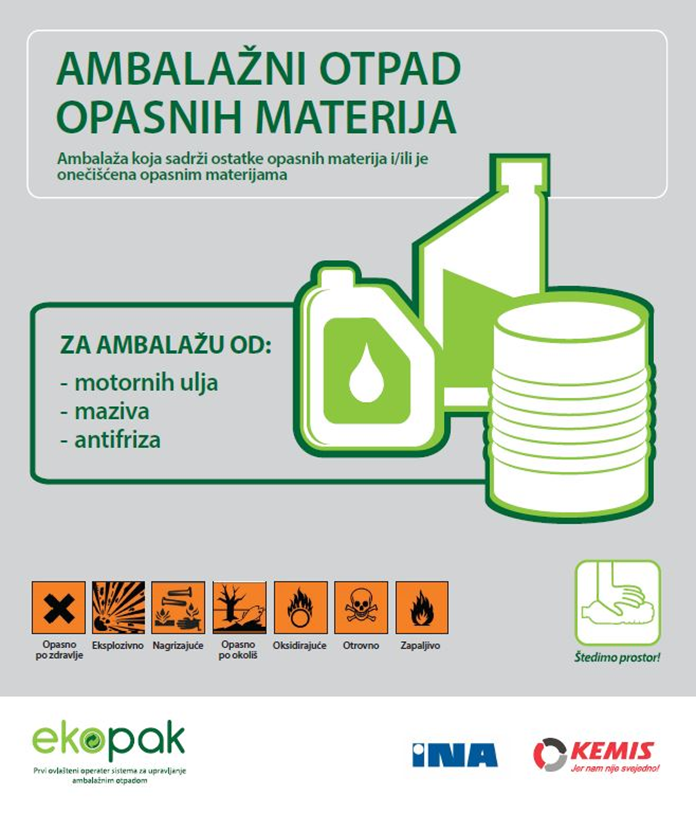 AMBALAŽNI OTPAD
OPASNIH MATERIJA
Ambalaža koja sadrži ostatke opasnih materija i/ili je
onečišćena opasnim materijama
ZA AMBALAŽU OD:
- motornih ulja
- maziva
- antifriza
Opasno
po zdravlje
Eksplozivno
Nagrizajuće
Opasno
po okoliš
Oksidirajuće
Otrovno
Zapaljivo
Štedimo prostor!
ekopak
Prvi ovlašteni operater sistema za upravljanje
ambalažnim otpadom
INA
KEMIS
Jer nam nije svejedno!